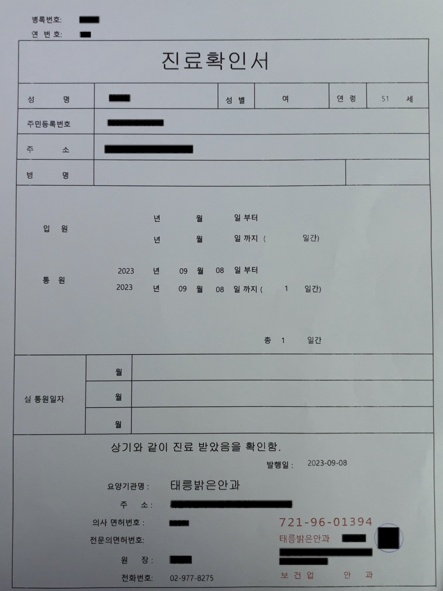 병록번호:
연 번 호:
진료확인서
성 명 성 별 여 연 령 51 세
주민등록번호
주 소
병 명
입 원
년 월 일 부터
년 월 일 까지 ( 일간)
통 원
2023 년 09 월 08 일 부터
2023 년 09 월 08 일 까지 ( 1 일간)
총 1 일간
실 통원일자
월
월
월
상기와 같이 진료 받았음을 확인함.
발행일 : 2023-09-08
요양기관명 : 태릉밝은안과
주 소 :
의사 면허번호 :
전문의면허번호:
원 장 :
전화번호: 02-977-8275
721-96-01394
태릉밝은안과
보건업 안 과